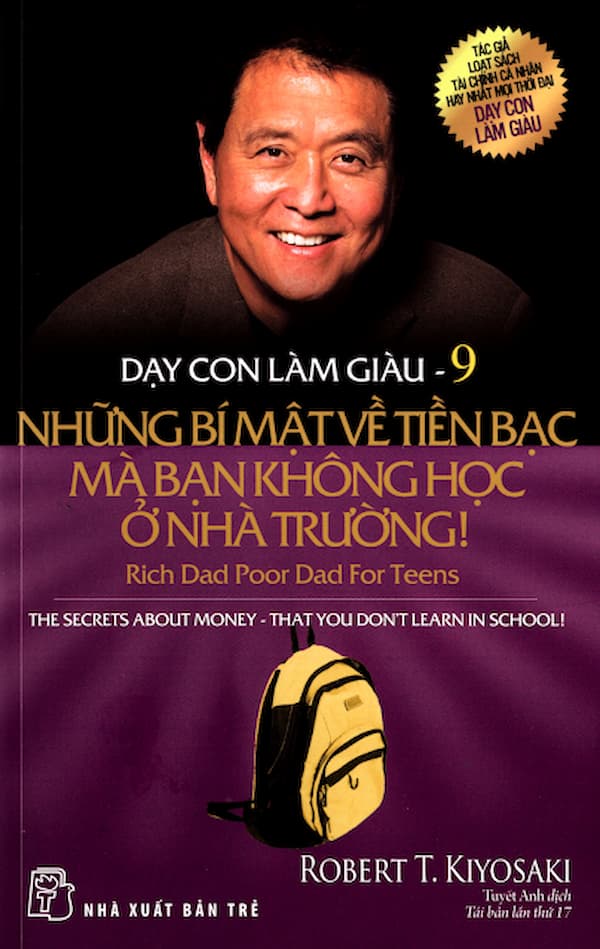 TÁC GIẢ
LOẠT SÁCH
TÀI CHÍNH CÁ NHÂN
HAY NHẤT MỌI THỜI ĐẠI
DẠY CON
LÀM GIÀU
DẠY CON LÀM GIÀU - 9
NHỮNG BÍ MẬT VỀ TIỀN BẠC
MÀ BẠN KHÔNG HỌC
Ở NHÀ TRƯỜNG!
Rich Dad Poor Dad For Teens
THE SECRETS ABOUT MONEY - THAT YOU DON'T LEARN IN SCHOOL!
ROBERT T. KIYOSAKI
Tuyết Anh dịch
Tái bản lần thứ 17
T
NHÀ XUẤT BẢN TRẺ